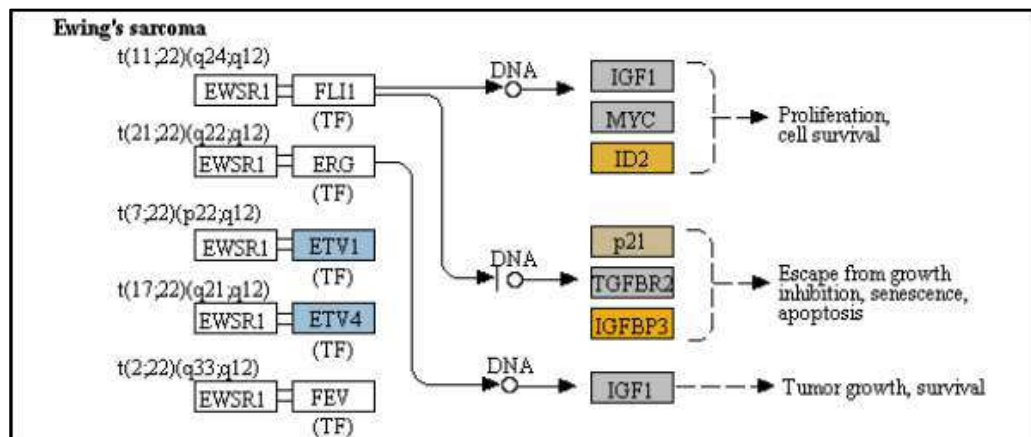 Ewing's sarcoma
t(11;22)(q24;q12)
EWSR1 FLI1
(TF)
DNA
IGF1
MYC
ID2
Proliferation,
cell survival
t(21;22)(q22;q12)
EWSR1 ERG
(TF)
t(7;22)(p22;q12)
EWSR1 ETV1
(TF)
DNA
p21
TGFBR2
IGFBP3
Escape from growth
inhibition, senescence,
apoptosis
t(17;22)(q21;q12)
EWSR1 ETV4
(TF)
t(2;22)(q33;q12)
EWSR1 FEV
(TF)
DNA
IGF1
Tumor growth, survival